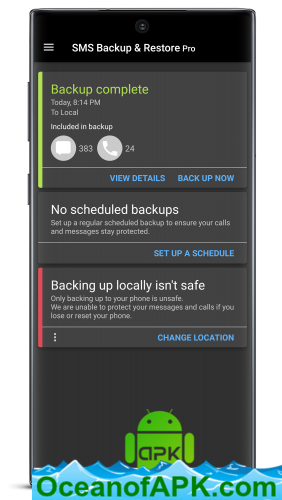 SMS Backup & Restore Pro
Backup complete
Today, 8:14 PM
To Local
Included in backup
383
24
VIEW DETAILS BACK UP NOW
No scheduled backups
Set up a regular scheduled backup to ensure your calls
and messages stay protected.
SET UP A SCHEDULE
Backing up locally isn't safe
Only backing up to your phone is unsafe.
We are unable to protect your messages and calls if you
lose or reset your phone.
CHANGE LOCATION
APK
OceanofAPK.com